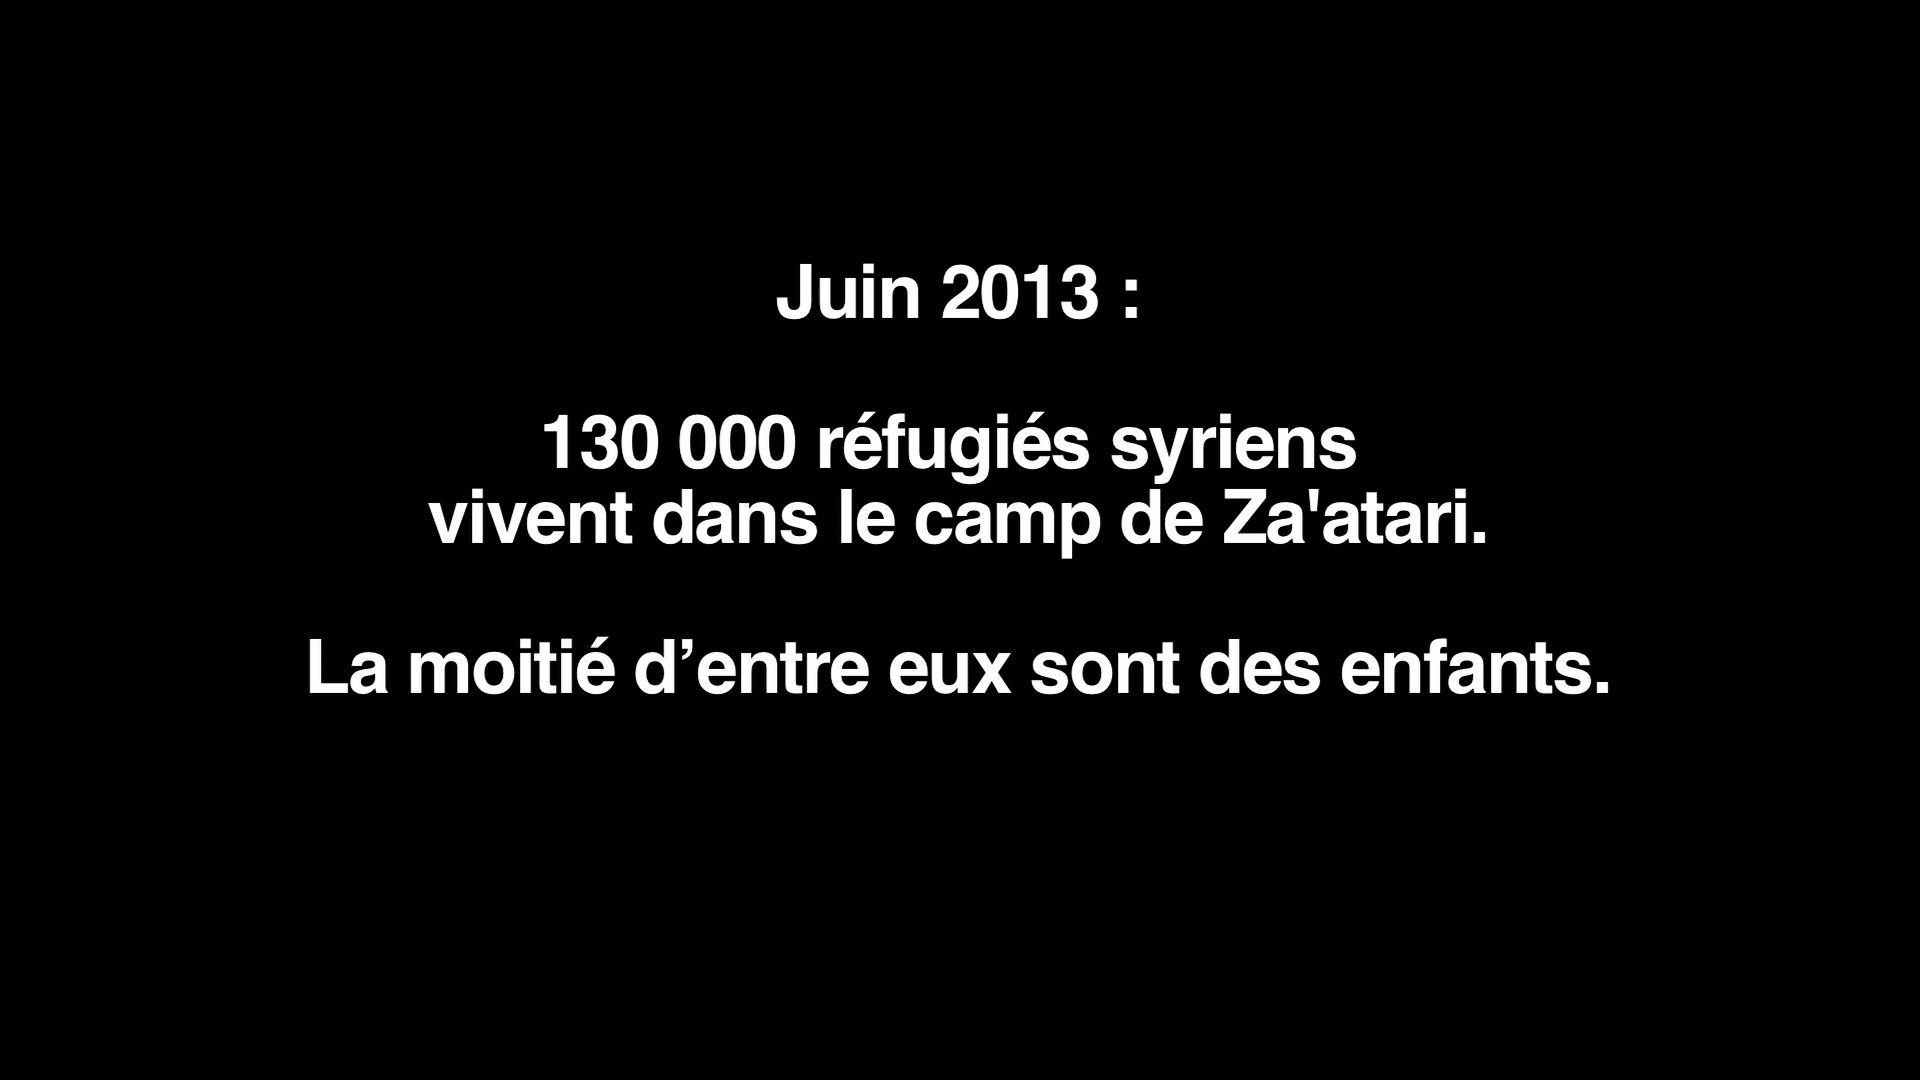 Juin 2013 :
130 000 réfugiés syriens
vivent dans le camp de Za'atari.
La moitié d’entre eux sont des enfants.